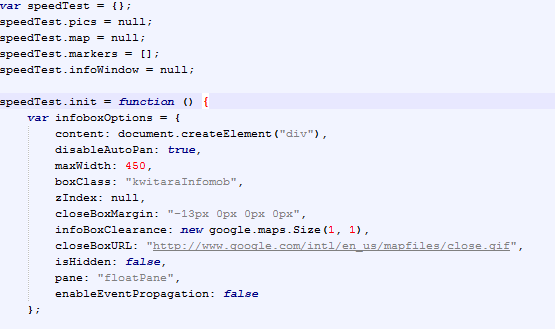 var speedTest = {};
speedTest.pics = null;
speedTest.map = null;
speedTest.markers = [];
speedTest.infoWindow = null;

speedTest.init = function () {
    var infoboxOptions = {
        content: document.createElement("div"),
        disableAutoPan: true,
        maxWidth: 450,
        boxClass: "kwitaraInfomob",
        zIndex: null,
        closeBoxMargin: "-13px 0px 0px 0px",
        infoBoxClearance: new google.maps.Size(1, 1),
        closeBoxURL: "http://www.google.com/intl/en_us/mapfiles/close.gif",
        isHidden: false,
        pane: "floatPane",
        enableEventPropagation: false
    };